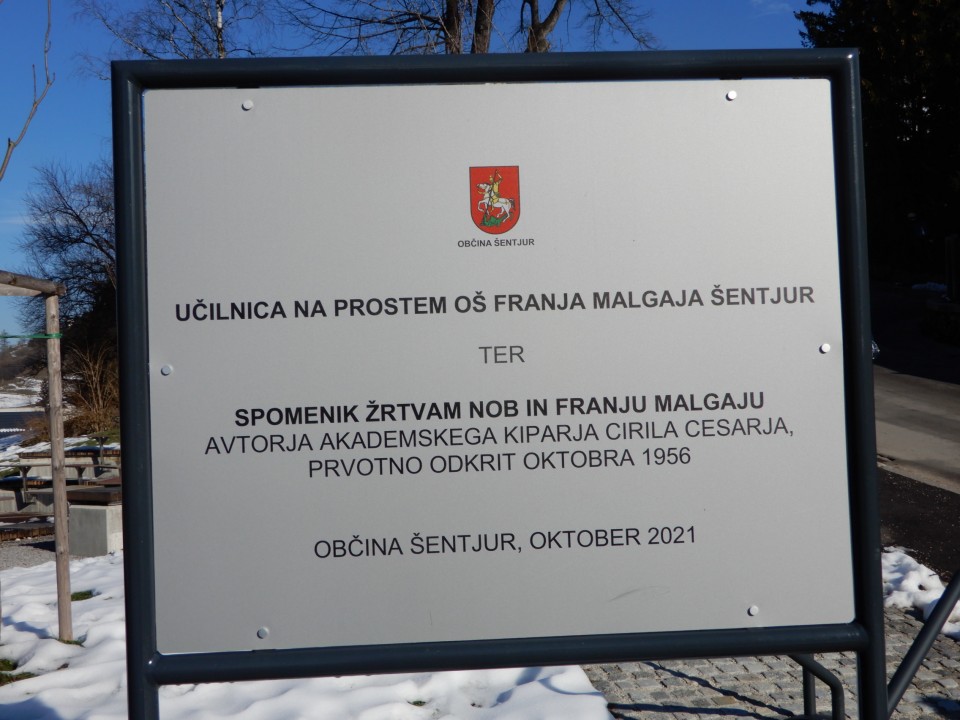 OBČINA ŠENTJUR
UČILNICA NA PROSTEM OŠ FRANJA MALGAJA ŠENTJUR
TER
SPOMENIK ŽRTVAM NOB IN FRANJU MALGAJU
AVTORJA AKADEMSKEGA KIPARJA CIRILA CESARJA,
PRVOTNO ODKRIT OKTOBRA 1956
OBČINA ŠENTJUR, OKTOBER 2021